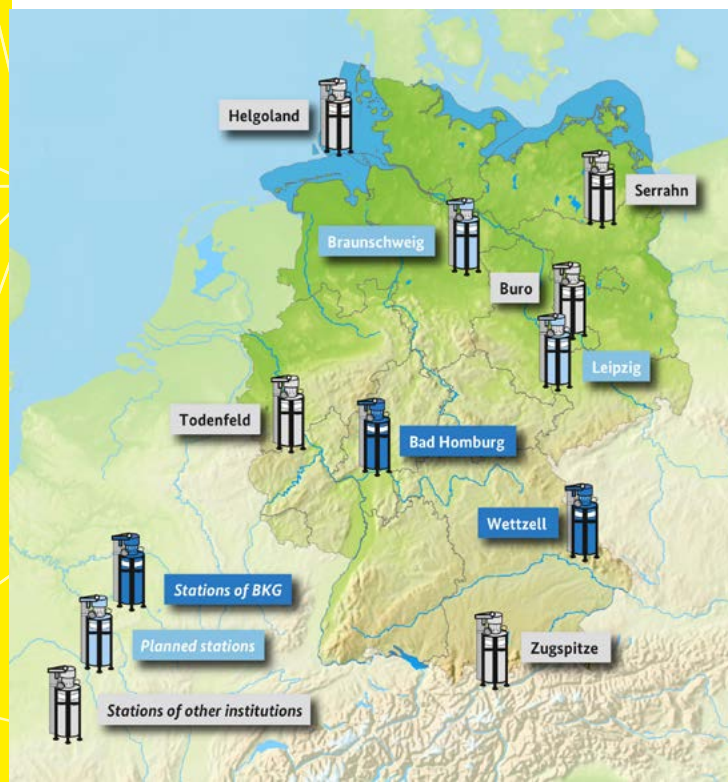 Helgoland
Serrahn
Braunschweig
Buro
Leipzig
Todenfeld
Bad Homburg
Wettzell
Stations of BKG
Planned stations
Zugspitze
Stations of other institutions